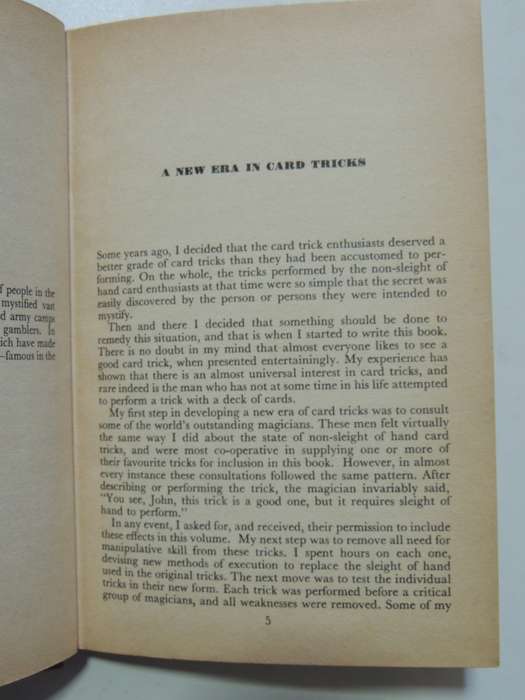 f people in the
mystified vast
d army camps
gamblers. In
ich have made
—famous in the
A NEW ERA IN CARD TRICKS
Some years ago, I decided that the card trick enthusiasts deserved a
better grade of card tricks than they had been accustomed to per-
forming. On the whole, the tricks performed by the non-sleight of
hand card enthusiasts at that time were so simple that the secret was
easily discovered by the person or persons they were intended to
mystify.
Then and there I decided that something should be done to
remedy this situation, and that is when I started to write this book.
There is no doubt in my mind that almost everyone likes to see a
good card trick, when presented entertainingly. My experience has
shown that there is an almost universal interest in card tricks, and
rare indeed is the man who has not at some time in his life attempted
to perform a trick with a deck of cards.
My first step in developing a new era of card tricks was to consult
some of the world's outstanding magicians. These men felt virtually
the same way I did about the state of non-sleight of hand card
tricks, and were most co-operative in supplying one or more of
their favourite tricks for inclusion in this book. However, in almost
every instance these consultations followed the same pattern. After
describing or performing the trick, the magician invariably said,
"You see, John, this trick is a good one, but it requires sleight of
hand to perform."
In any event, I asked for, and received, their permission to include
these effects in this volume. My next step was to remove all need for
manipulative skill from these tricks. I spent hours on each one,
devising new methods of execution to replace the sleight of hand
used in the original tricks. The next move was to test the individual
tricks in their new form. Each trick was performed before a critical
group of magicians, and all weaknesses were removed. Some of my
5